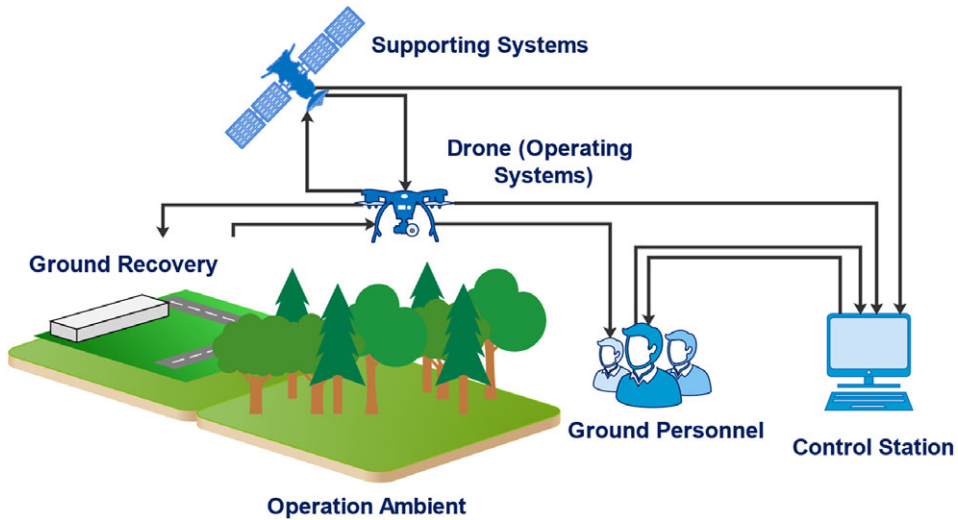 Supporting Systems
Drone (Operating
Systems)
Ground Recovery
Ground Personnel
Control Station
Operation Ambient